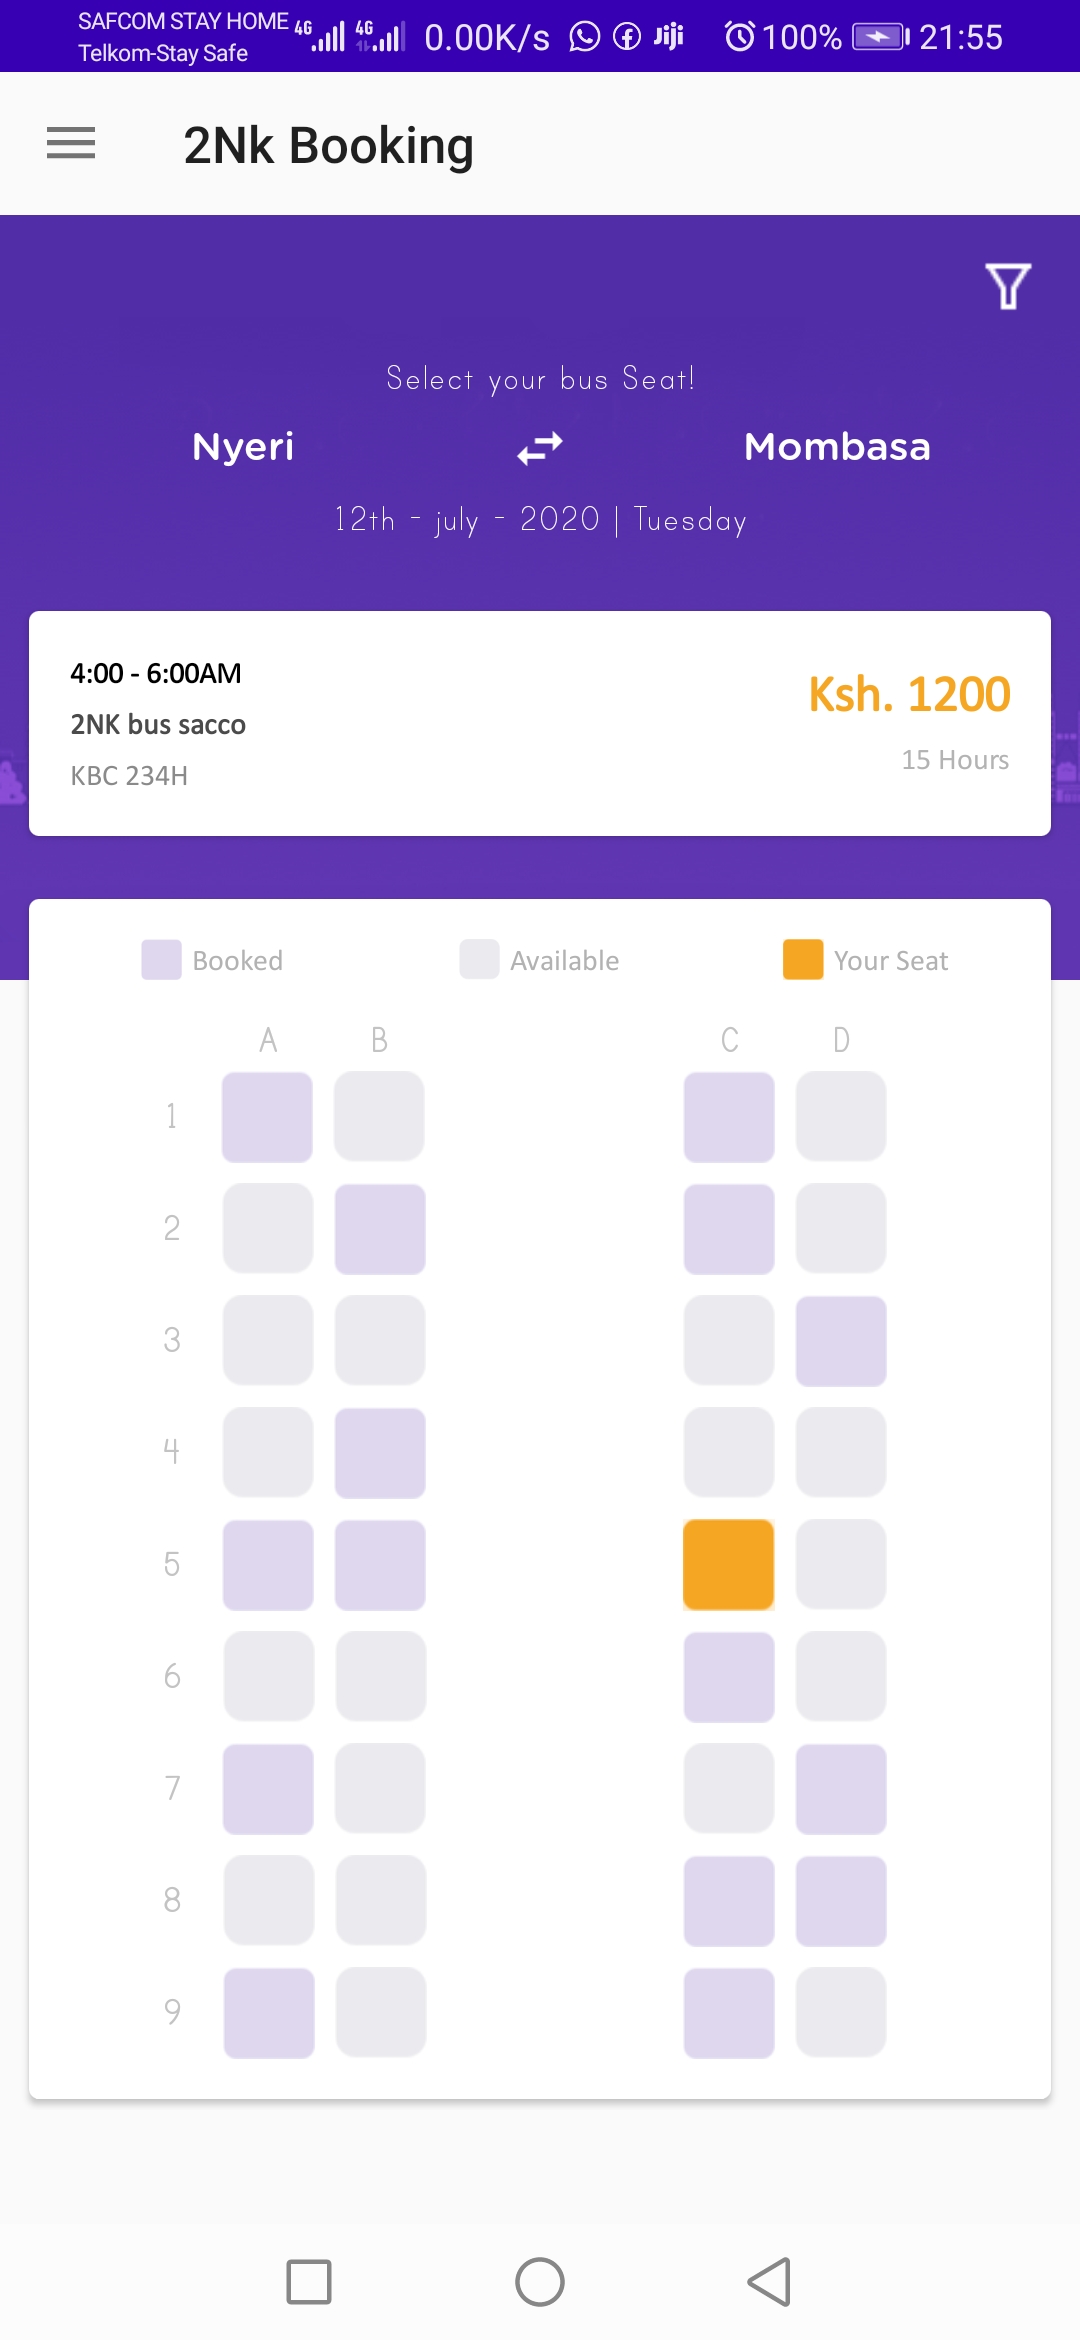 SAFCOM STAY HOME 4G 4G 0.00K/s Jiji 100% 21:55
Telkom-Stay Safe
2Nk Booking
Select your bus Seat!
Nyeri Mombasa
12th - july - 2020 | Tuesday
4:00 - 6:00AM
2NK bus sacco
KBC 234H
Ksh. 1200
15 Hours
Booked Available Your Seat
A B C D
1
2
3
4
5
6
7
8
9